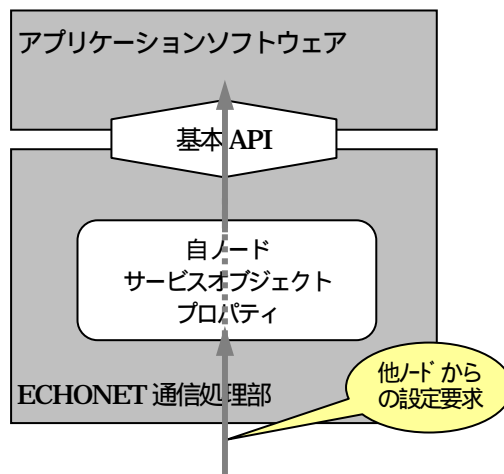 アプリケーションソフトウェア
基本 API
自ノード
サービスオブジェクト
プロパティ
ECHONET 通信処理部
他ノードから
の設定要求